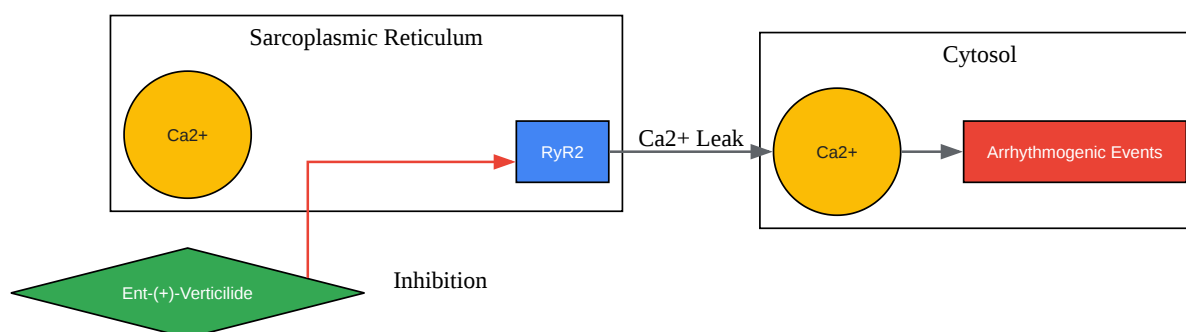 Sarcoplasmic Reticulum
Cytosol
Ca2+
RyR2
Ca2+ Leak
Ca2+
Arrhythmogenic Events
Ent-(+)-Verticilide
Inhibition